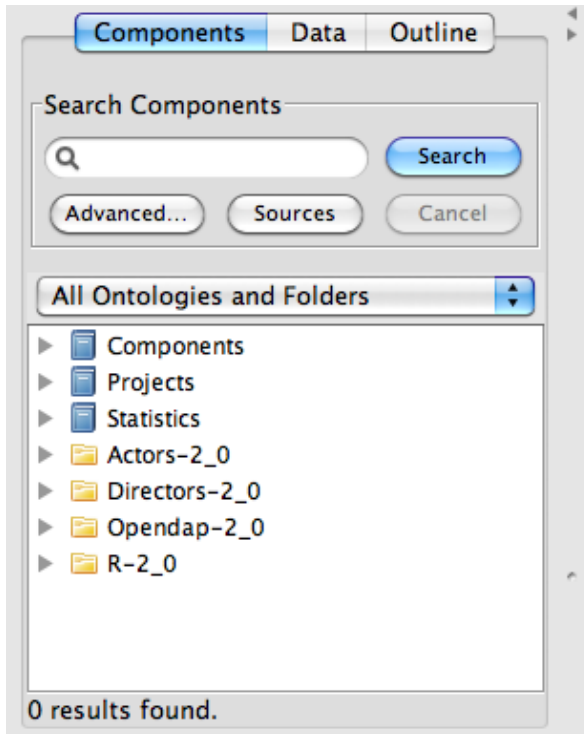 Components Data Outline
Search Components
Search
Advanced... Sources Cancel
All Ontologies and Folders
Components
Projects
Statistics
Actors-2_0
Directors-2_0
Opendap-2_0
R-2_0
0 results found.